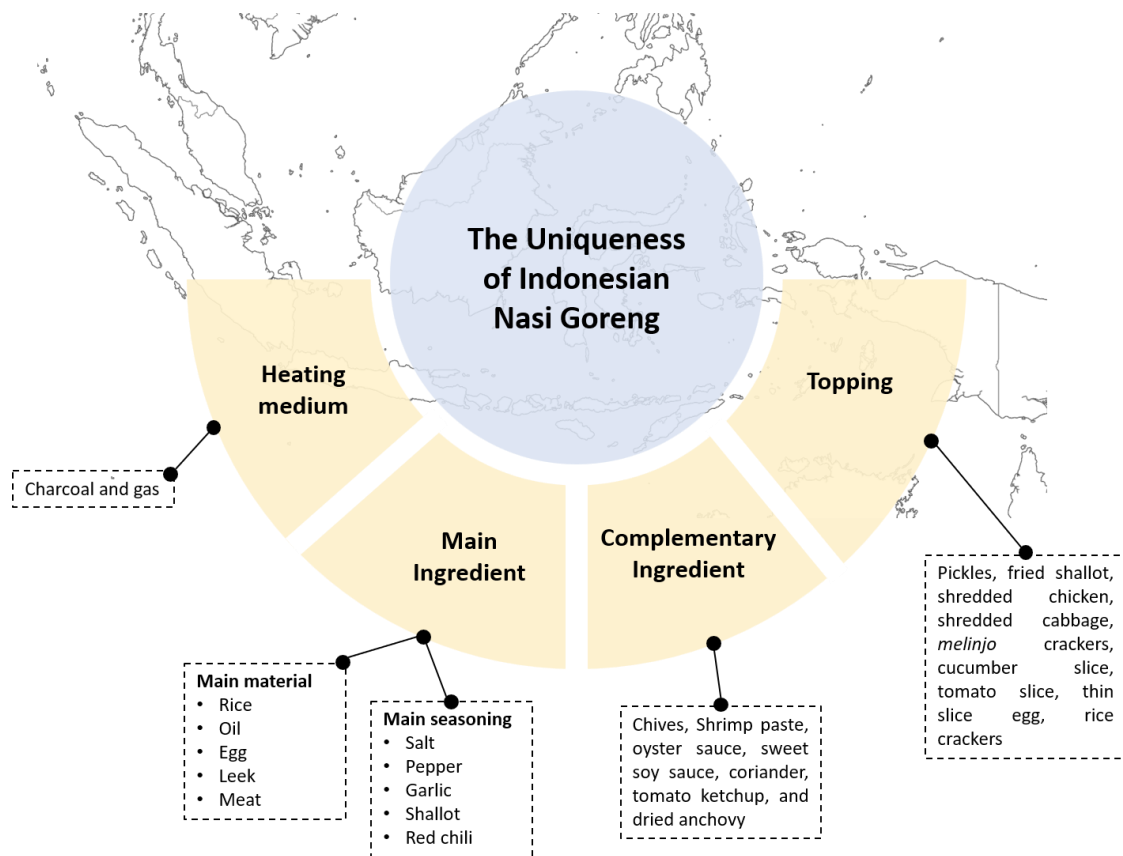 The Uniqueness
of Indonesian
Nasi Goreng
Heating
medium
Charcoal and gas
Main
Ingredient
Main material
• Rice
• Oil
• Egg
• Leek
• Meat
Main seasoning
• Salt
• Pepper
• Garlic
• Shallot
• Red chili
Complementary
Ingredient
Chives, Shrimp paste,
oyster sauce, sweet
soy sauce, coriander,
tomato ketchup, and
dried anchovy
Topping
Pickles, fried shallot,
shredded chicken,
shredded cabbage,
melinjo crackers,
cucumber slice,
tomato slice, thin
slice egg, rice
crackers